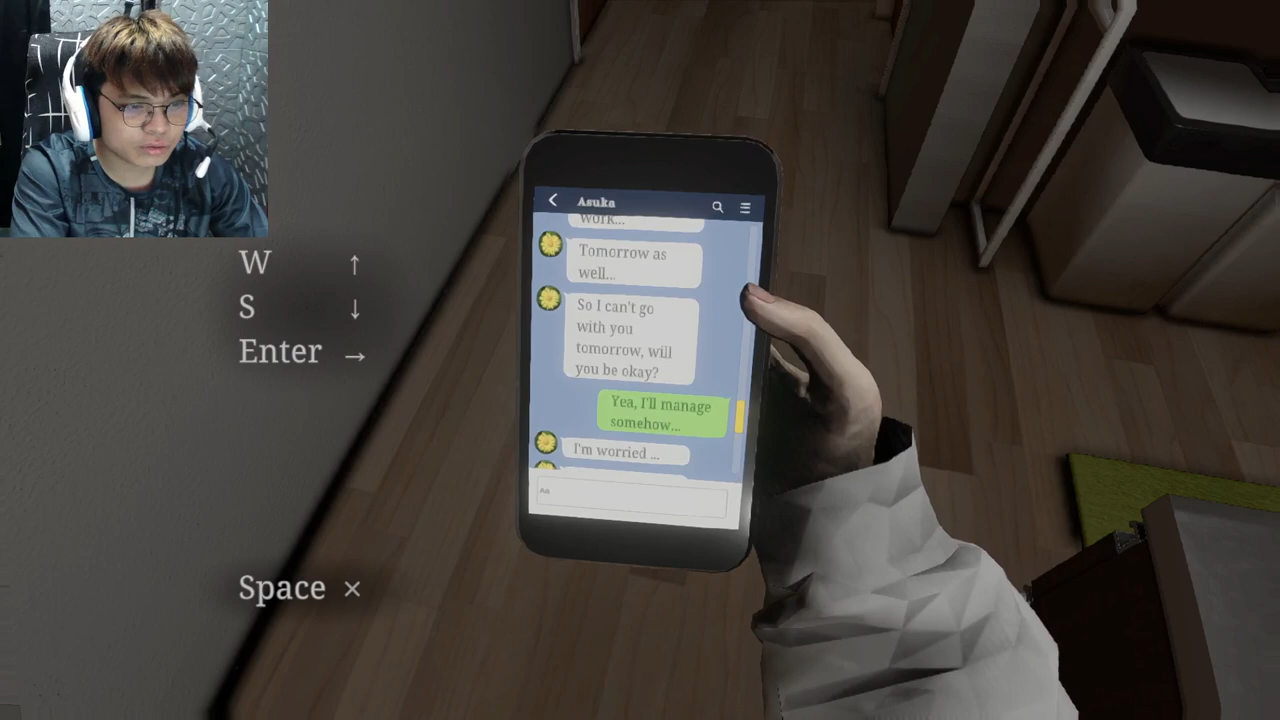 Asuka
work...
Tomorrow as
well...
So I can't go
with you
tomorrow, will
you be okay?
Yea, I'll manage
somehow...
I'm worried ...
Aa
W ↑
S ↓
Enter →
Space ×